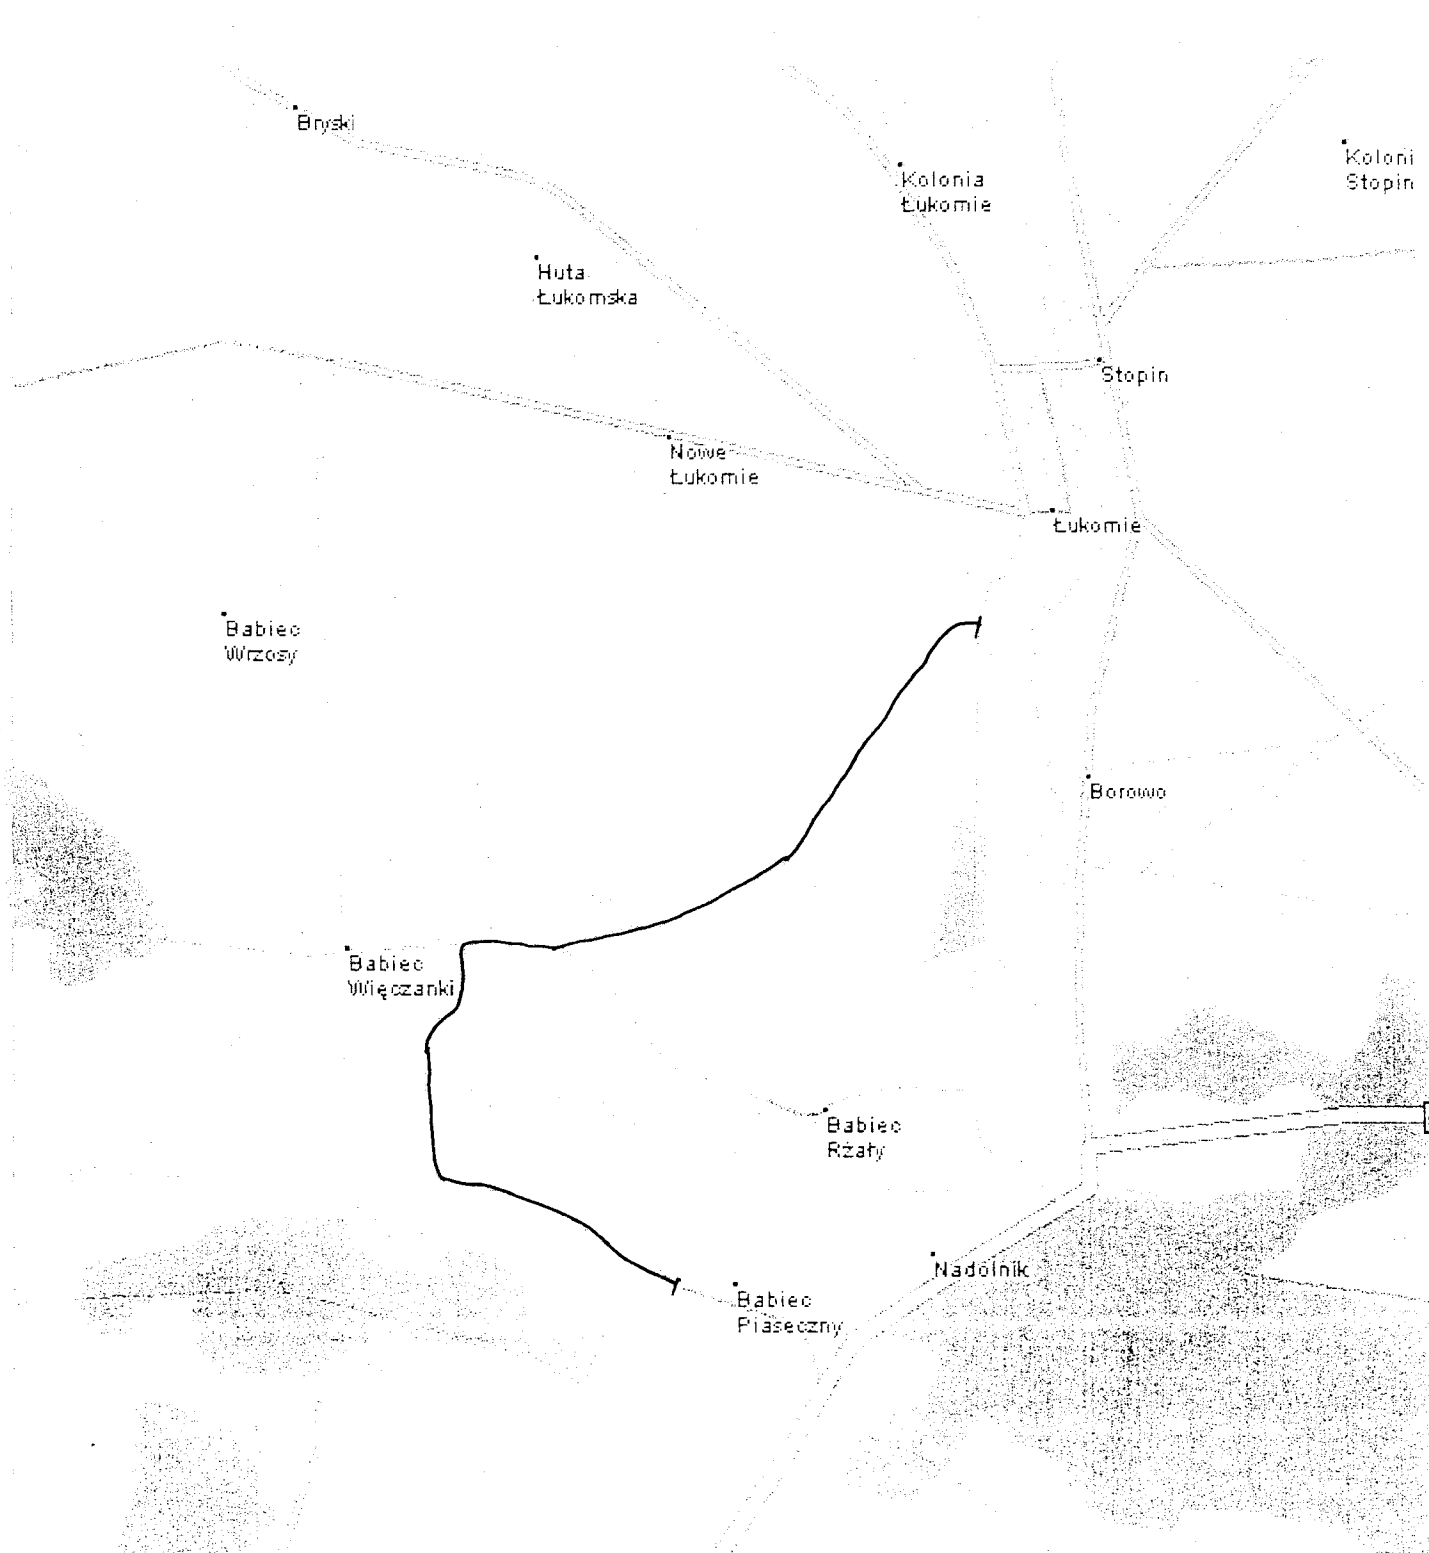 Bryski
Kolonia
Łukomie
Koloni
Stopin
Huta
Łukomska
Stopin
Nowe
Łukomie
Łukomie
Babiec
Wrzosy
Borowo
Babiec
Więczanki
Babiec
Rżały
Nadolnik
Babiec
Piaseczny